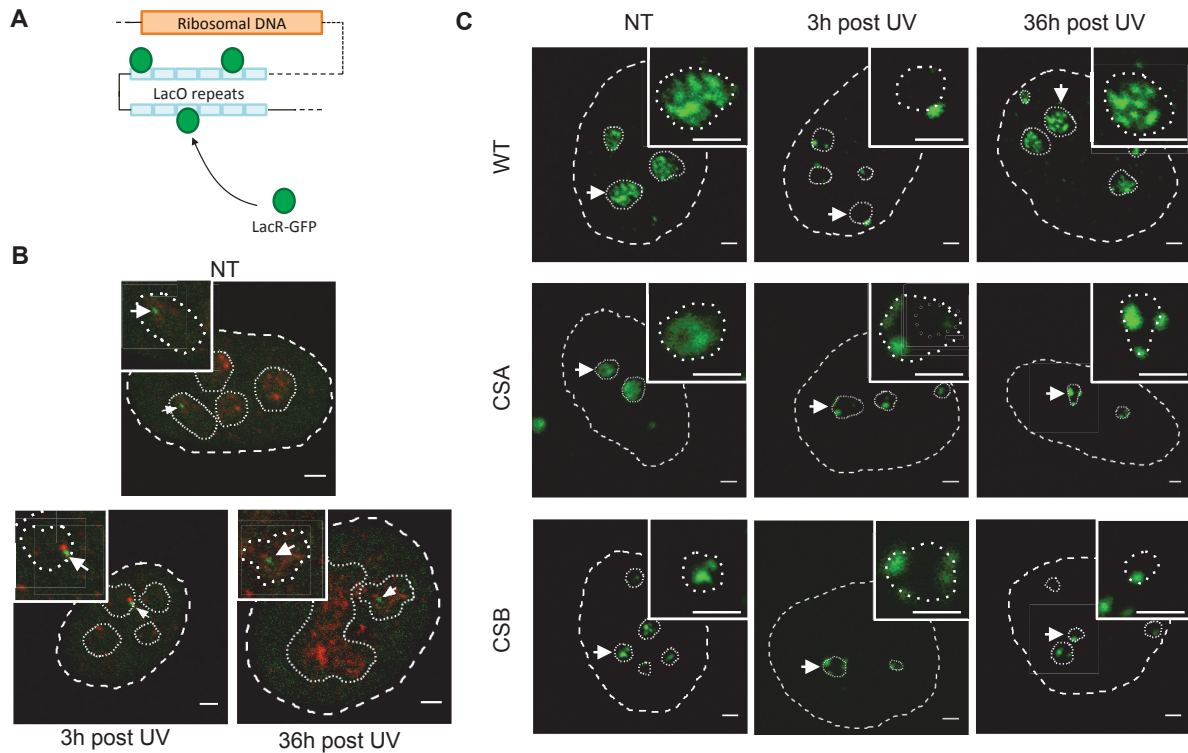 A
Ribosomal DNA
LacO repeats
LacR-GFP
B
NT
3h post UV
36h post UV
C
NT
3h post UV
36h post UV
WT
CSA
CSB